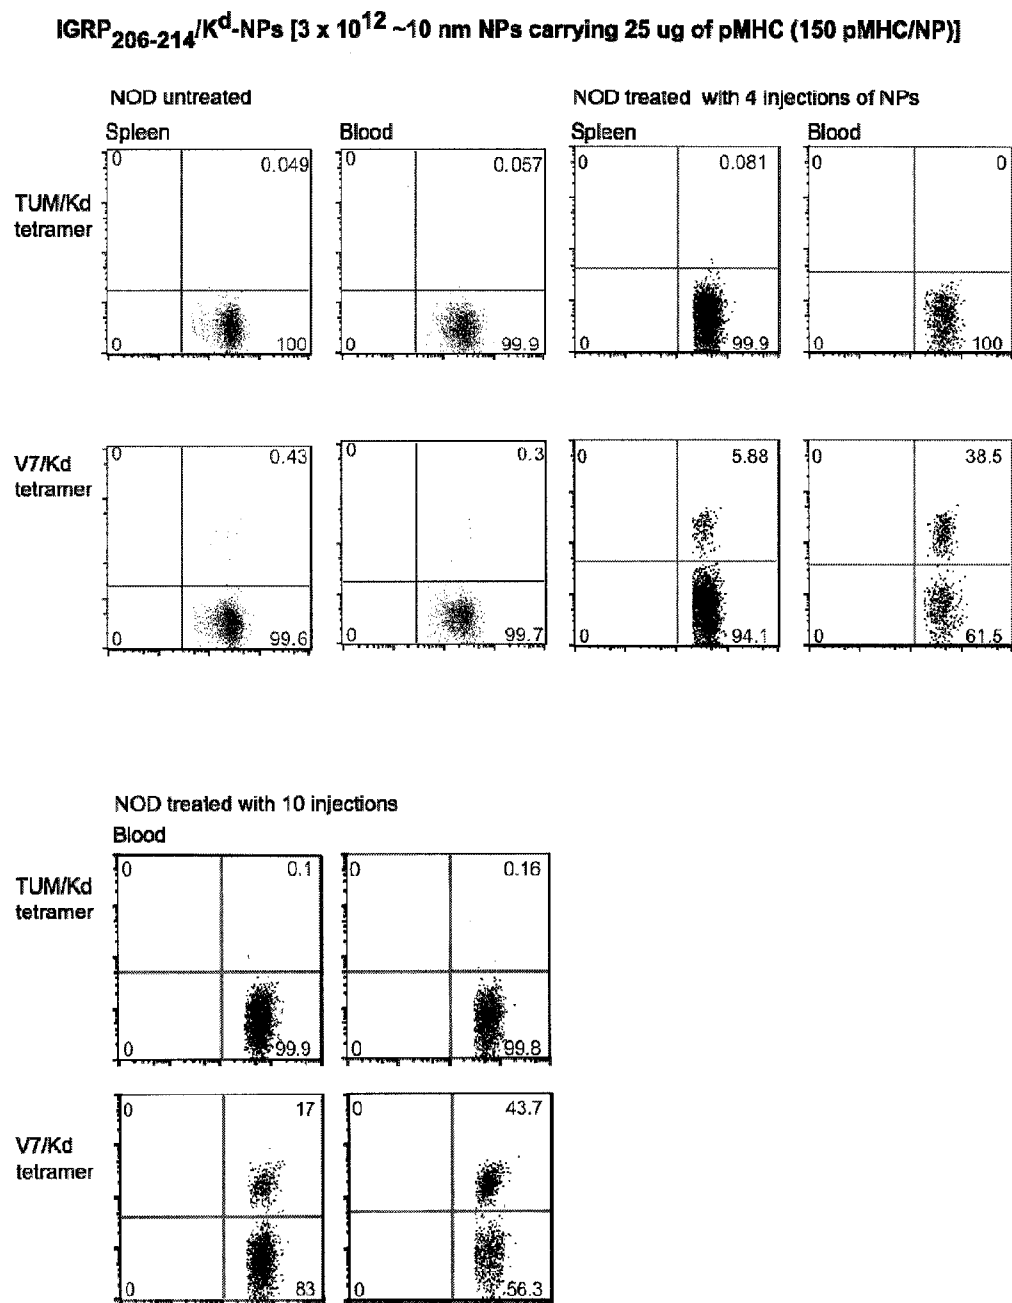 IGRP206-214/Kd-NPs [3 x 10^12 ~10 nm NPs carrying 25 ug of pMHC (150 pMHC/NP)]
NOD untreated
NOD treated with 4 injections of NPs
Spleen Blood Spleen Blood
TUM/Kd
tetramer
0 0.049 0 0.057 0 0.081 0 0
0 100 0 99.9 0 99.9 0 100
V7/Kd
tetramer
0 0.43 0 0.3 0 5.88 0 38.5
0 99.6 0 99.7 0 94.1 0 61.5
NOD treated with 10 injections
Blood
TUM/Kd
tetramer
0 0.1 0 0.16
0 99.9 0 99.8
V7/Kd
tetramer
0 17 0 43.7
0 83 0 56.3